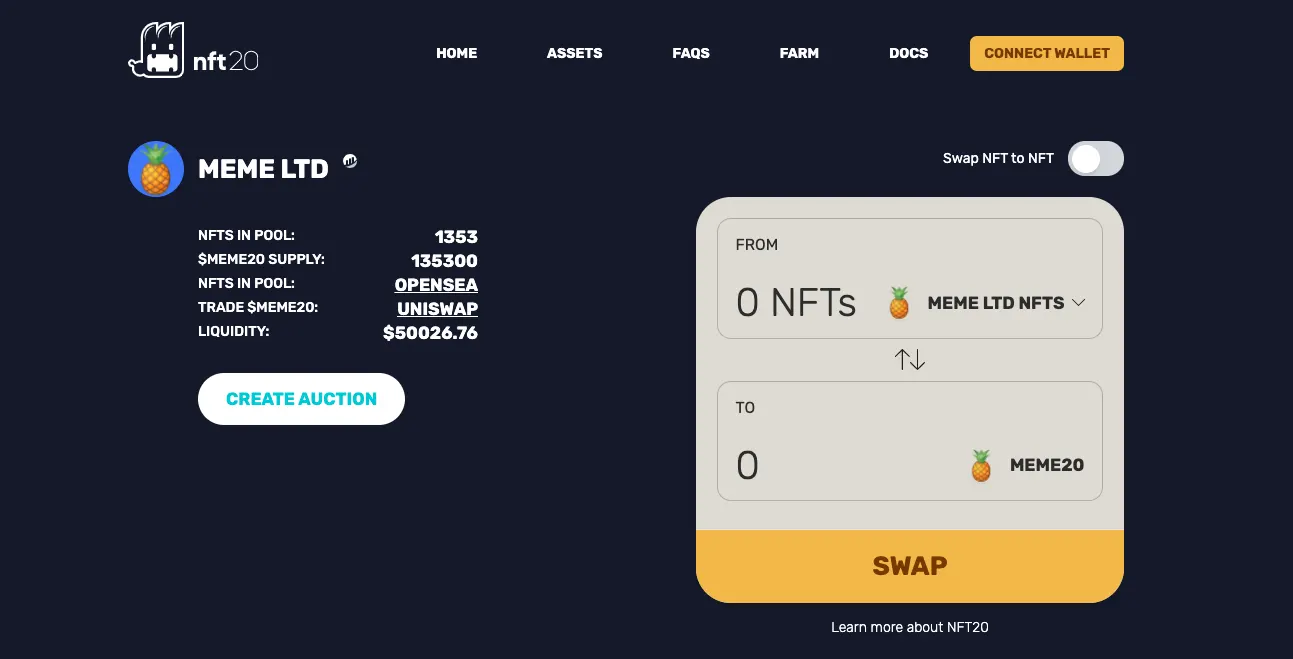 nft20
HOME ASSETS FAQS FARM DOCS CONNECT WALLET
MEME LTD
NFTS IN POOL: 1353
$MEME20 SUPPLY: 135300
NFTS IN POOL: OPENSEA
TRADE $MEME20: UNISWAP
LIQUIDITY: $50026.76
CREATE AUCTION
Swap NFT to NFT
FROM
0 NFTs MEME LTD NFTS
TO
0 MEME20
SWAP
Learn more about NFT20